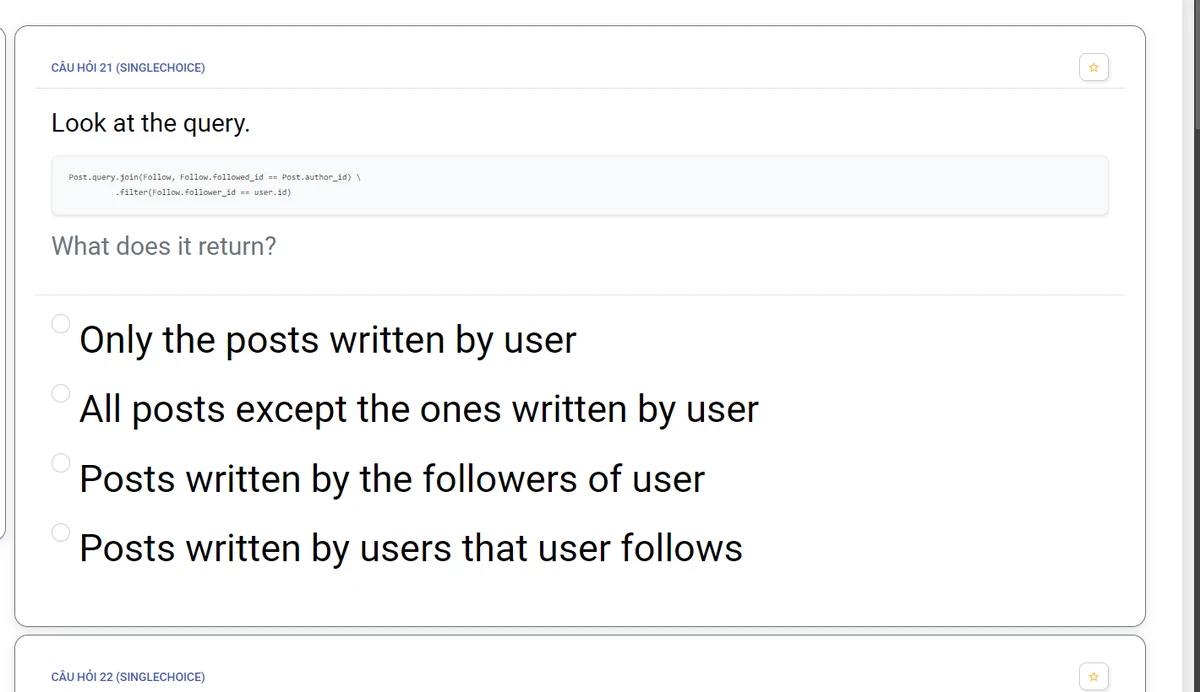 CÂU HỎI 21 (SINGLECHOICE)
Look at the query.
Post.query.join(Follow, Follow.followed_id == Post.author_id) \
.filter(Follow.follower_id == user.id)
What does it return?
Only the posts written by user
All posts except the ones written by user
Posts written by the followers of user
Posts written by users that user follows
CÂU HỎI 22 (SINGLECHOICE)